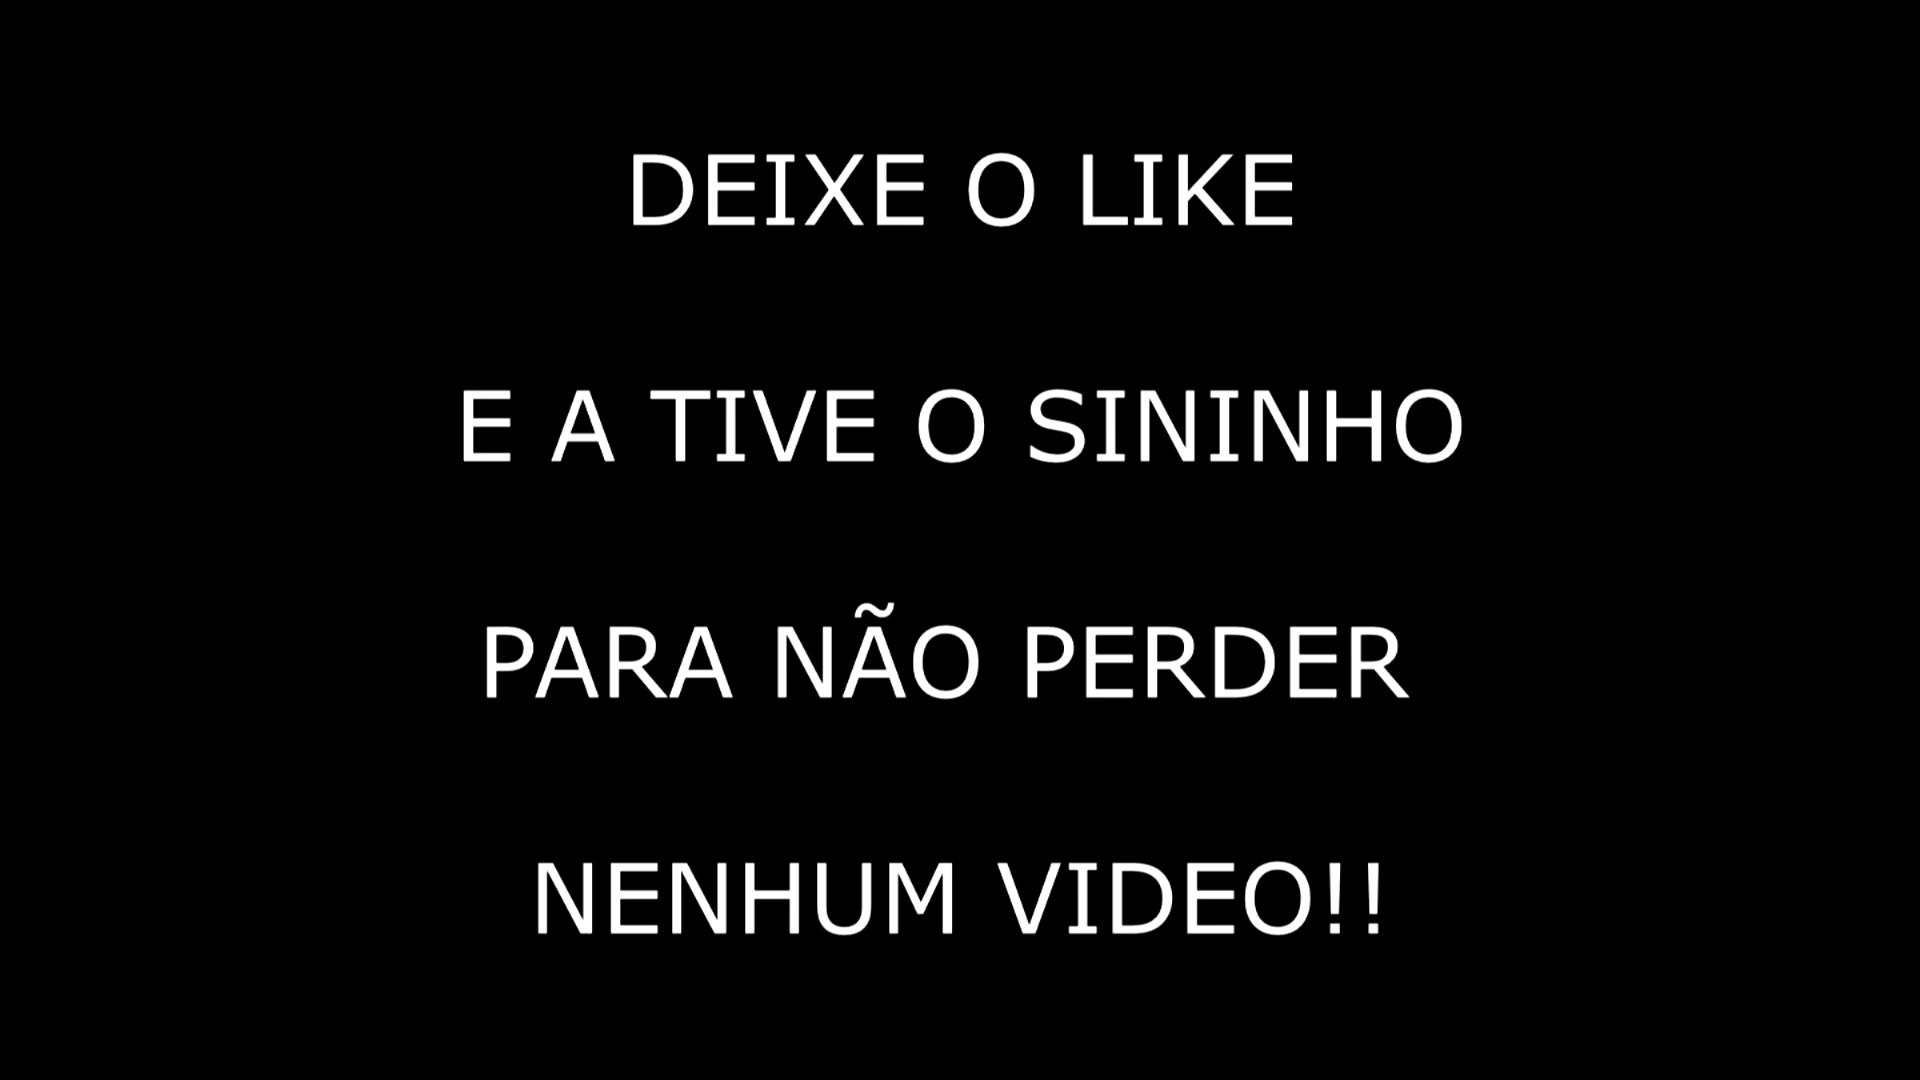 DEIXE O LIKE
E A TIVE O SININHO
PARA NÃO PERDER
NENHUM VIDEO!!